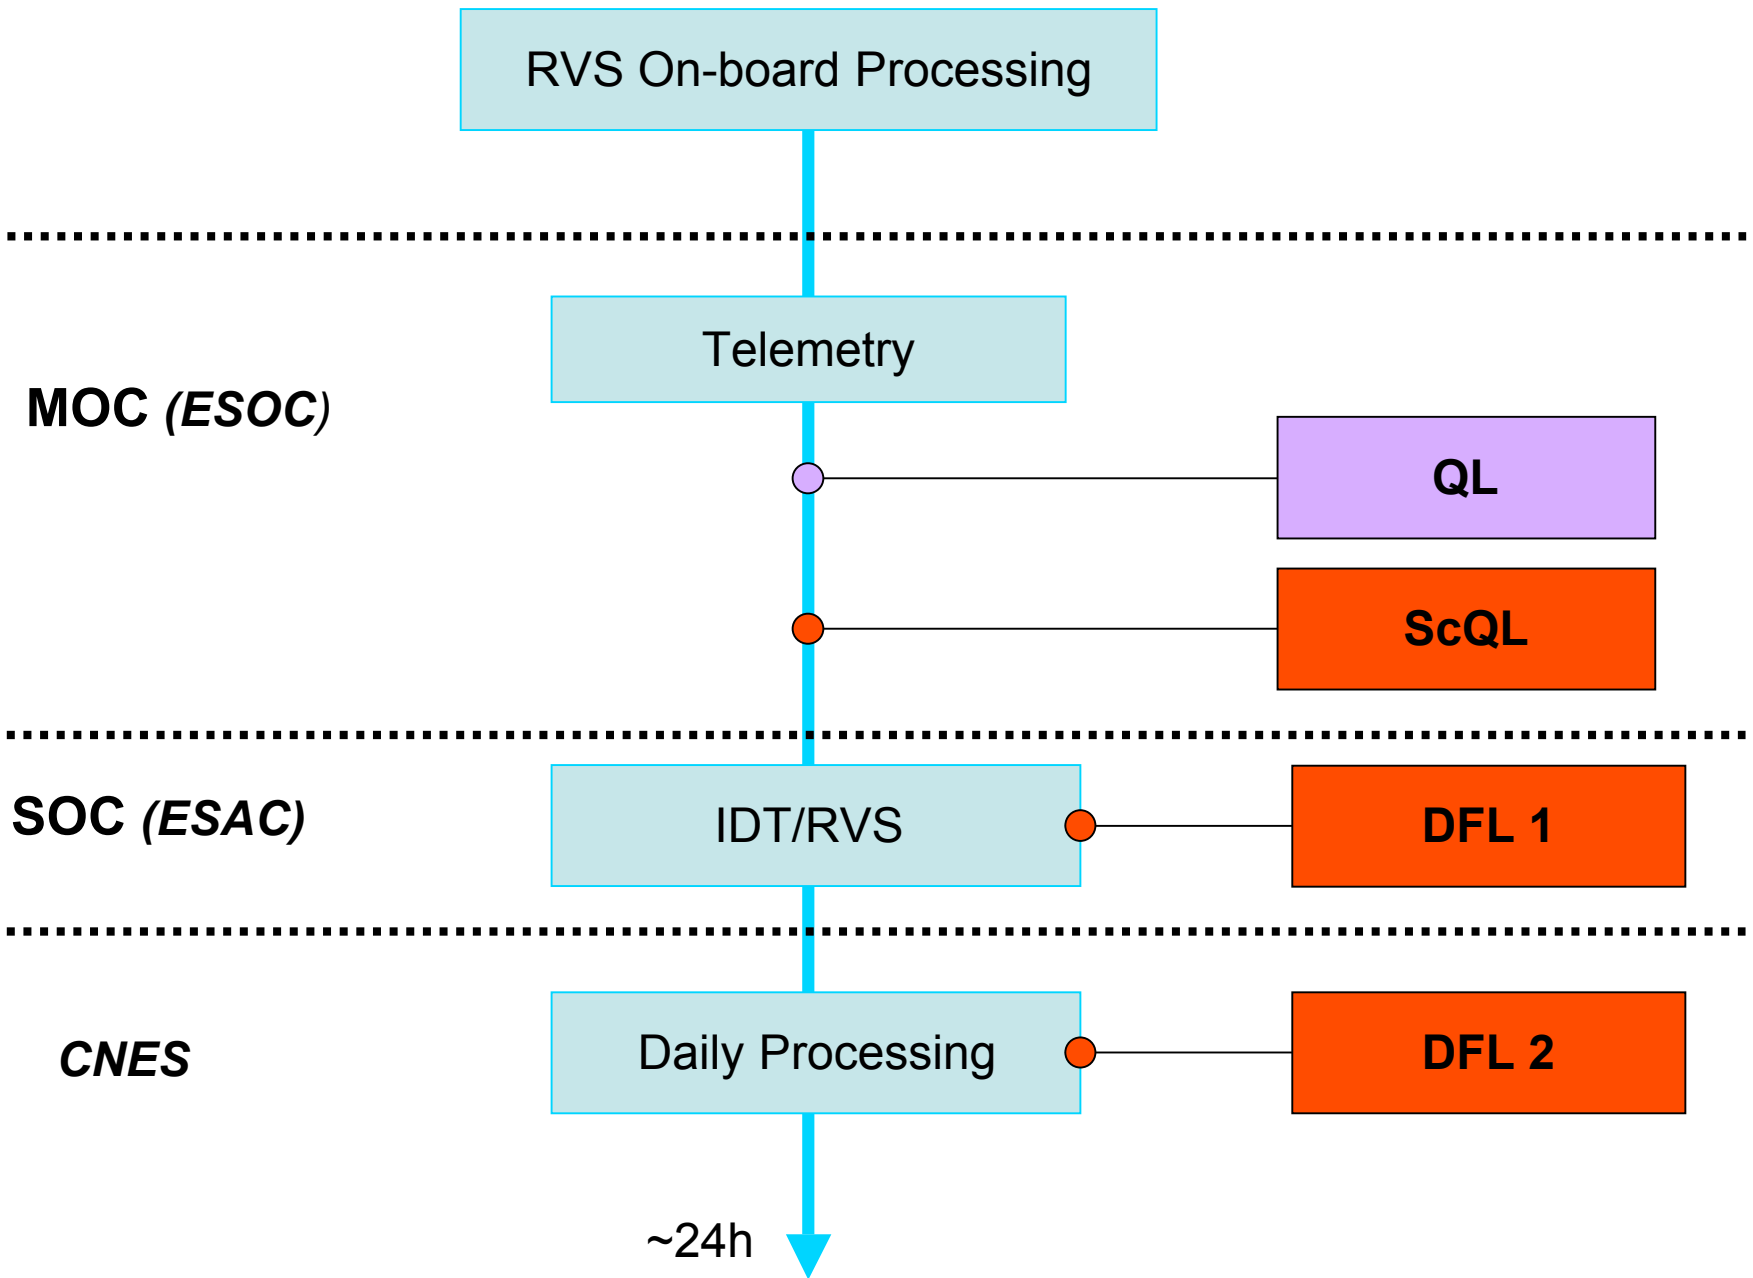 RVS On-board Processing
Telemetry
MOC (ESOC)
QL
ScQL
SOC (ESAC)
IDT/RVS
DFL 1
CNES
Daily Processing
DFL 2
~24h